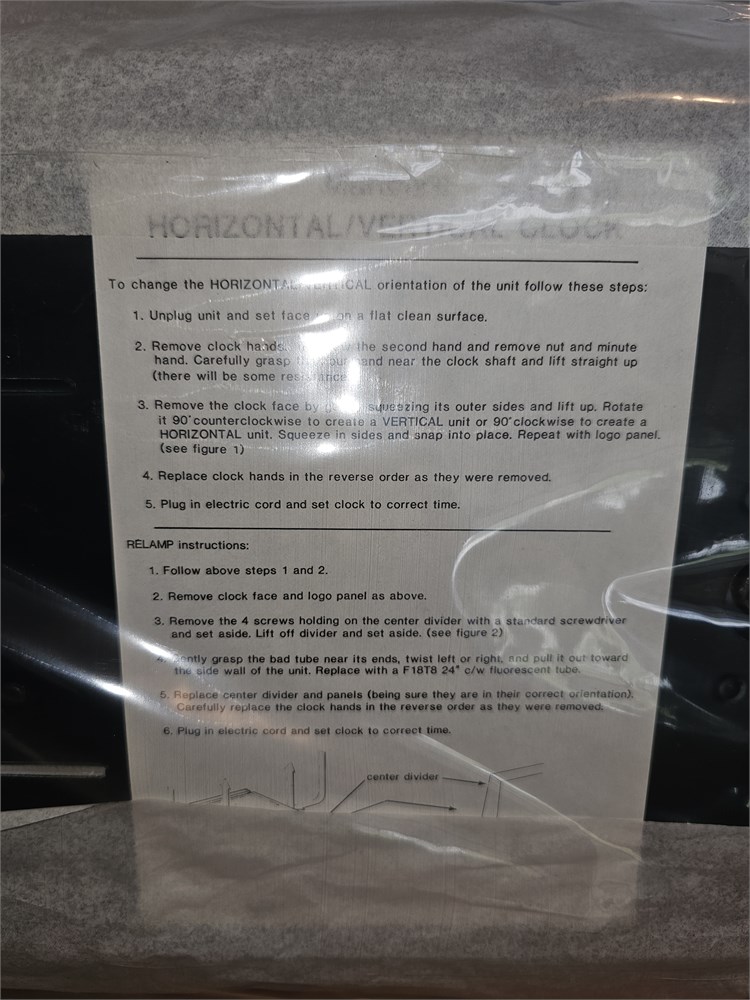 HORIZONTAL/VERTICAL CLOCK
To change the HORIZONTAL/VERTICAL orientation of the unit follow these steps:
1. Unplug unit and set face on a flat clean surface.
2. Remove clock hands. the second hand and remove nut and minute
hand. Carefully grasp hour hand near the clock shaft and lift straight up
(there will be some resistance
3. Remove the clock face by squeezing its outer sides and lift up. Rotate
it 90° counterclockwise to create a VERTICAL unit or 90° clockwise to create a
HORIZONTAL unit. Squeeze in sides and snap into place. Repeat with logo panel.
(see figure 1)
4. Replace clock hands in the reverse order as they were removed.
5. Plug in electric cord and set clock to correct time.
RELAMP instructions:
1. Follow above steps 1 and 2.
2. Remove clock face and logo panel as above.
3. Remove the 4 screws holding on the center divider with a standard screwdriver
and set aside. Lift off divider and set aside. (see figure 2)
4. Gently grasp the bad tube near its ends, twist left or right, and pull it out toward
the side wall of the unit. Replace with a F18T8 24" c/w fluorescent tube.
5. Replace center divider and panels (being sure they are in their correct orientation).
Carefully replace the clock hands in the reverse order as they were removed.
6. Plug in electric cord and set clock to correct time.
center divider